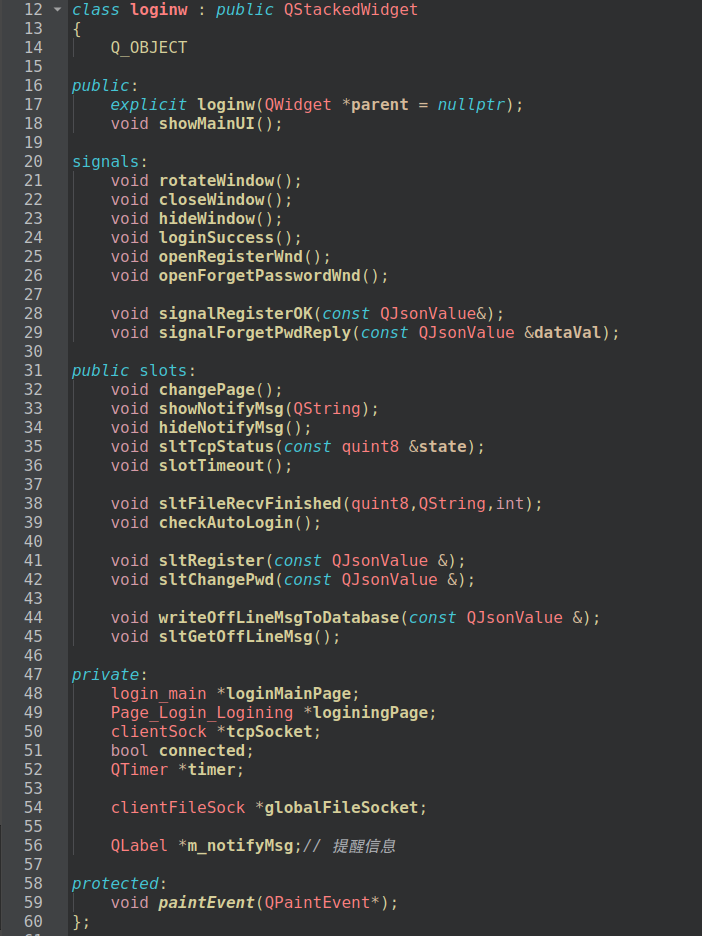 12 class loginw : public QStackedWidget
13 {
14     Q_OBJECT
15
16 public:
17     explicit loginw(QWidget *parent = nullptr);
18     void showMainUI();
19
20 signals:
21     void rotateWindow();
22     void closeWindow();
23     void hideWindow();
24     void loginSuccess();
25     void openRegisterWnd();
26     void openForgetPasswordWnd();
27
28     void signalRegisterOK(const QJsonValue&);
29     void signalForgetPwdReply(const QJsonValue &dataVal);
30
31 public slots:
32     void changePage();
33     void showNotifyMsg(QString);
34     void hideNotifyMsg();
35     void sltTcpStatus(const quint8 &state);
36     void slotTimeout();
37
38     void sltFileRecvFinished(quint8,QString,int);
39     void checkAutoLogin();
40
41     void sltRegister(const QJsonValue &);
42     void sltChangePwd(const QJsonValue &);
43
44     void writeOffLineMsgToDatabase(const QJsonValue &);
45     void sltGetOffLineMsg();
46
47 private:
48     login_main *loginMainPage;
49     Page_Login_Logining *loginingPage;
50     clientSock *tcpSocket;
51     bool connected;
52     QTimer *timer;
53
54     clientFileSock *globalFileSocket;
55
56     QLabel *m_notifyMsg;// 提醒信息
57
58 protected:
59     void paintEvent(QPaintEvent*);
60 };